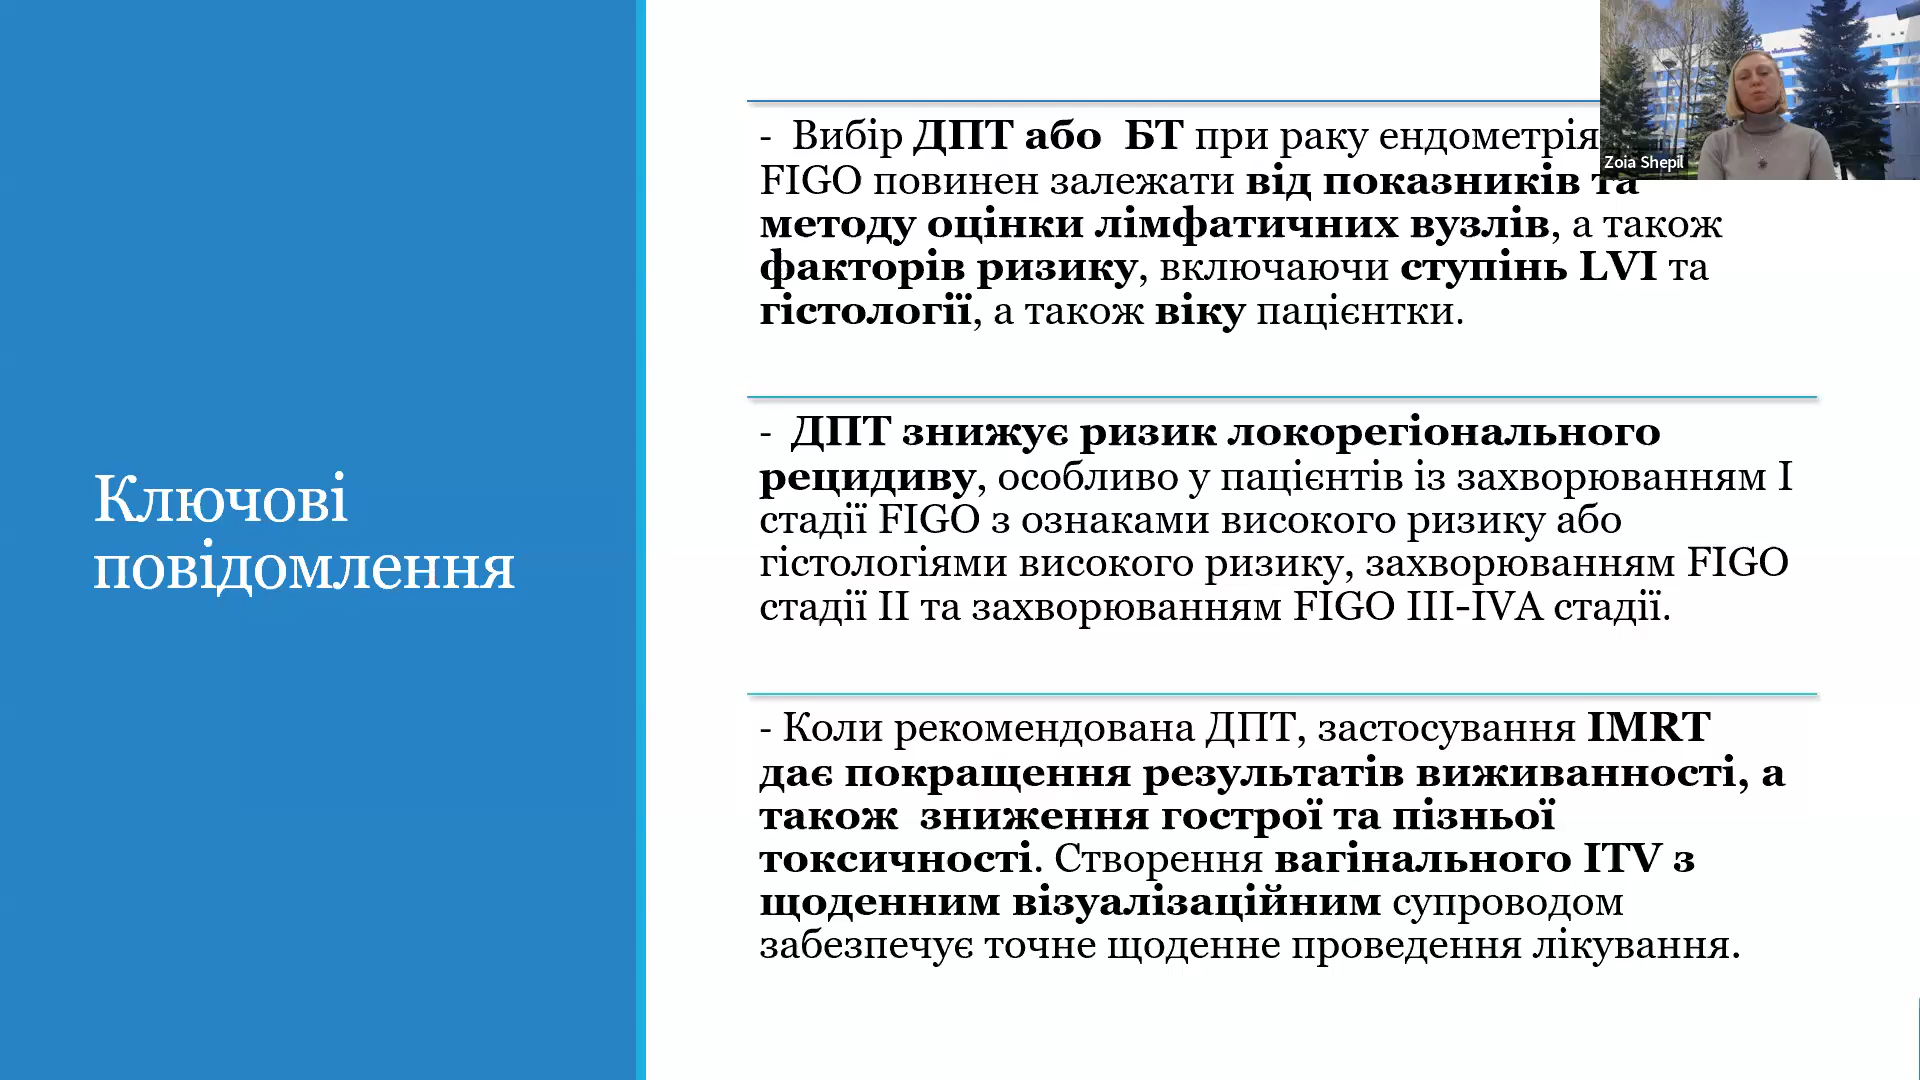 Ключові
повідомлення
- Вибір ДПТ або БТ при раку ендометрія
FIGO повинен залежати від показників та
методу оцінки лімфатичних вузлів, а також
факторів ризику, включаючи ступінь LVI та
гістології, а також віку пацієнтки.
- ДПТ знижує ризик локорегіонального
рецидиву, особливо у пацієнтів із захворюванням I
стадії FIGO з ознаками високого ризику або
гістологіями високого ризику, захворюванням FIGO
стадії II та захворюванням FIGO III-IVA стадії.
- Коли рекомендована ДПТ, застосування IMRT
дає покращення результатів виживанності, а
також зниження гострої та пізньої
токсичності. Створення вагінального ITV з
щоденним візуалізаційним супроводом
забезпечує точне щоденне проведення лікування.
Zoia Shepil